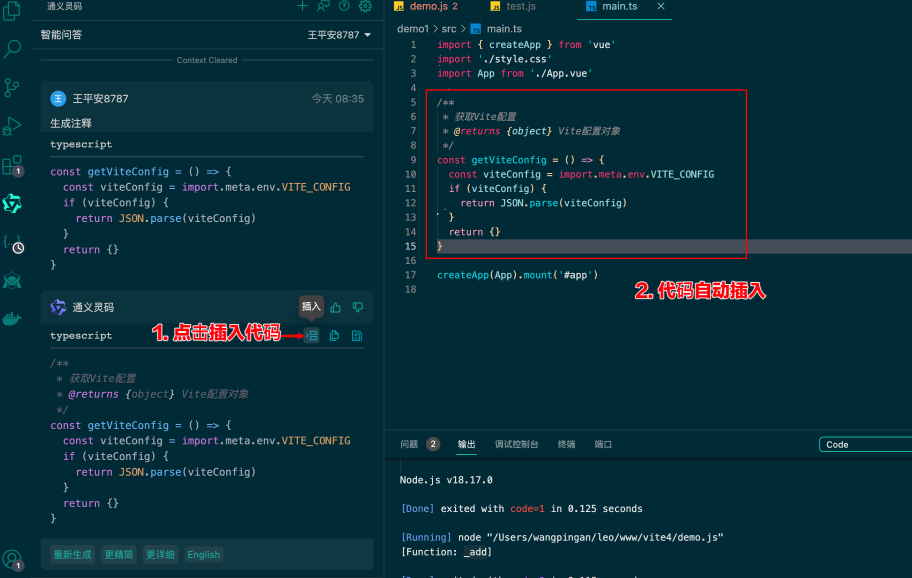 通义灵码
智能问答
王平安8787
Context Cleared
王
王平安8787
今天 08:35
生成注释
typescript
const getViteConfig = () => {
const viteConfig = import.meta.env.VITE_CONFIG
if (viteConfig) {
return JSON.parse(viteConfig)
}
return {}
}
通义灵码
插入
typescript
1. 点击插入代码
/**
* 获取Vite配置
* @returns {object} Vite配置对象
*/
const getViteConfig = () => {
const viteConfig = import.meta.env.VITE_CONFIG
if (viteConfig) {
return JSON.parse(viteConfig)
}
return {}
}
重新生成 更精简 更详细 English
1
1
JS demo.js 2 JS test.js TS main.ts
demo1 > src > TS main.ts
1 import { createApp } from 'vue'
2 import './style.css'
3 import App from './App.vue'
4
5 /**
6 * 获取Vite配置
7 * @returns {object} Vite配置对象
8 */
9 const getViteConfig = () => {
10 const viteConfig = import.meta.env.VITE_CONFIG
11 if (viteConfig) {
12 return JSON.parse(viteConfig)
13 }
14 return {}
15 }
16
17 createApp(App).mount('#app')
18
2. 代码自动插入
问题 2 输出 调试控制台 终端 端口 Code
Node.js v18.17.0
[Done] exited with code=1 in 0.125 seconds
[Running] node "/Users/wangpingan/leo/www/vite4/demo.js"
[Function: _add]